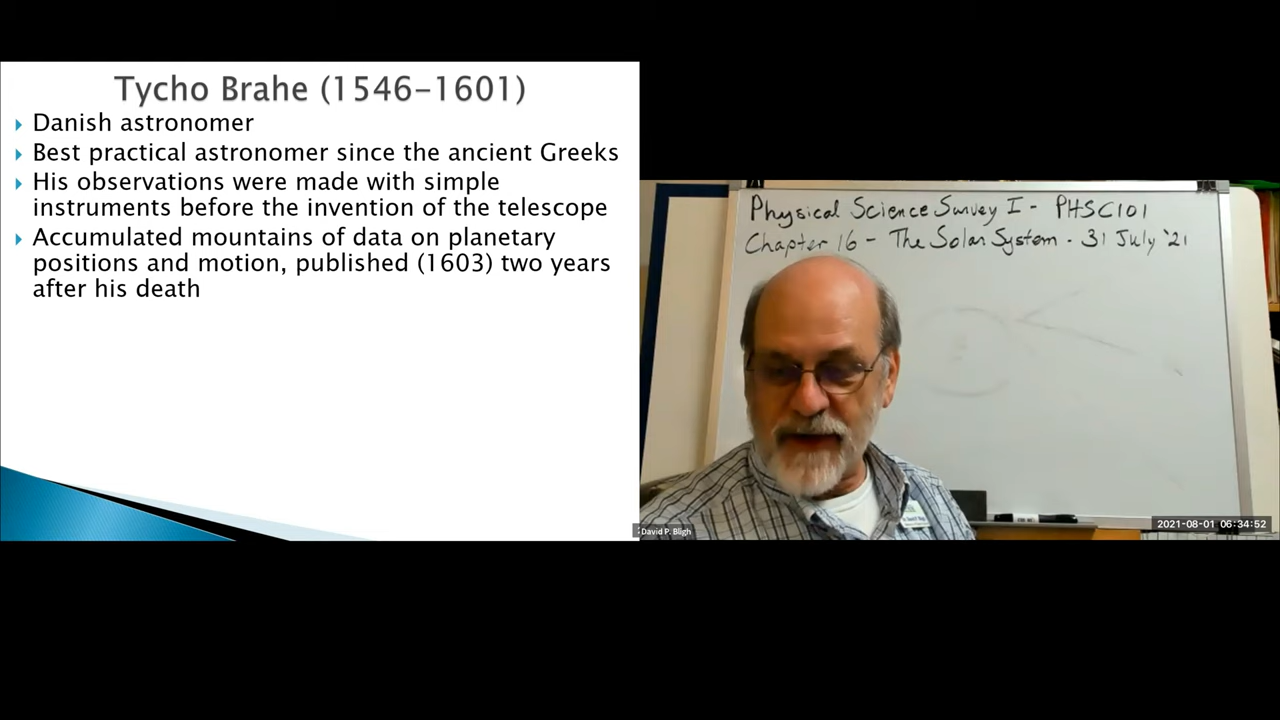 Tycho Brahe (1546-1601)
Danish astronomer
Best practical astronomer since the ancient Greeks
His observations were made with simple
instruments before the invention of the telescope
Accumulated mountains of data on planetary
positions and motion, published (1603) two years
after his death
Physical Science Survey I - PHSC101
Chapter 16 - The Solar System - 31 July '21
David P. Bligh
2021-08-01 06:34:52